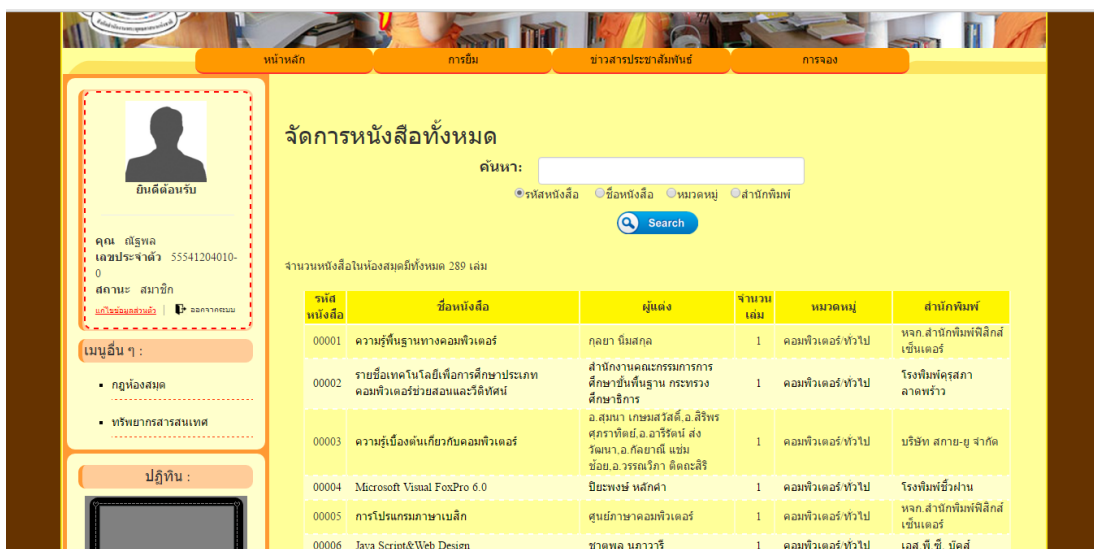 หน้าหลัก การยืม ข่าวสารประชาสัมพันธ์ การจอง
ยินดีต้อนรับ
คุณ ณัฐพล
เลขประจำตัว 55541204010-
0
สถานะ สมาชิก
แก้ไขข้อมูลส่วนตัว | ออกจากระบบ
เมนูอื่น ๆ :
กฎห้องสมุด
ทรัพยากรสารสนเทศ
ปฏิทิน :
จัดการหนังสือทั้งหมด
ค้นหา:
รหัสหนังสือ ชื่อหนังสือ หมวดหมู่ สำนักพิมพ์
Search
จำนวนหนังสือในห้องสมุดมีทั้งหมด 289 เล่ม
รหัส
หนังสือ ชื่อหนังสือ ผู้แต่ง จำนวน
เล่ม หมวดหมู่ สำนักพิมพ์
00001 ความรู้พื้นฐานทางคอมพิวเตอร์ กุลยา นิ่มสกุล 1 คอมพิวเตอร์/ทั่วไป หจก.สำนักพิมพ์ฟิสิกส์
เซ็นเตอร์
00002 รายชื่อเทคโนโลยีเพื่อการศึกษาประเภท
คอมพิวเตอร์ช่วยสอนและวีดิทัศน์ สำนักงานคณะกรรมการการ
ศึกษาขั้นพื้นฐาน กระทรวง
ศึกษาธิการ 1 คอมพิวเตอร์/ทั่วไป โรงพิมพ์คุรุสภา
ลาดพร้าว
00003 ความรู้เบื้องต้นเกี่ยวกับคอมพิวเตอร์ อ.สุมนา เกษมสวัสดิ์,อ.สิริพร
ศุภราทิตย์,อ.อารีรัตน์ ส่ง
วัฒนา,อ.กัลยาณี แช่ม
ช้อย,อ.วรรณวิภา ติตถะสิริ 1 คอมพิวเตอร์/ทั่วไป บริษัท สกาย-ยู จำกัด
00004 Microsoft Visual FoxPro 6.0 ปิยะพงษ์ หลักคำ 1 คอมพิวเตอร์/ทั่วไป โรงพิมพ์ชั้วฝาน
00005 การโปรแกรมภาษาเบสิก ศูนย์ภาษาคอมพิวเตอร์ 1 คอมพิวเตอร์/ทั่วไป หจก.สำนักพิมพ์ฟิสิกส์
เซ็นเตอร์
00006 Java Script&Web Design ชาตพล นภาวารี 1 คอมพิวเตอร์/ทั่วไป เอส.พี.ซี. บุ๊คส์